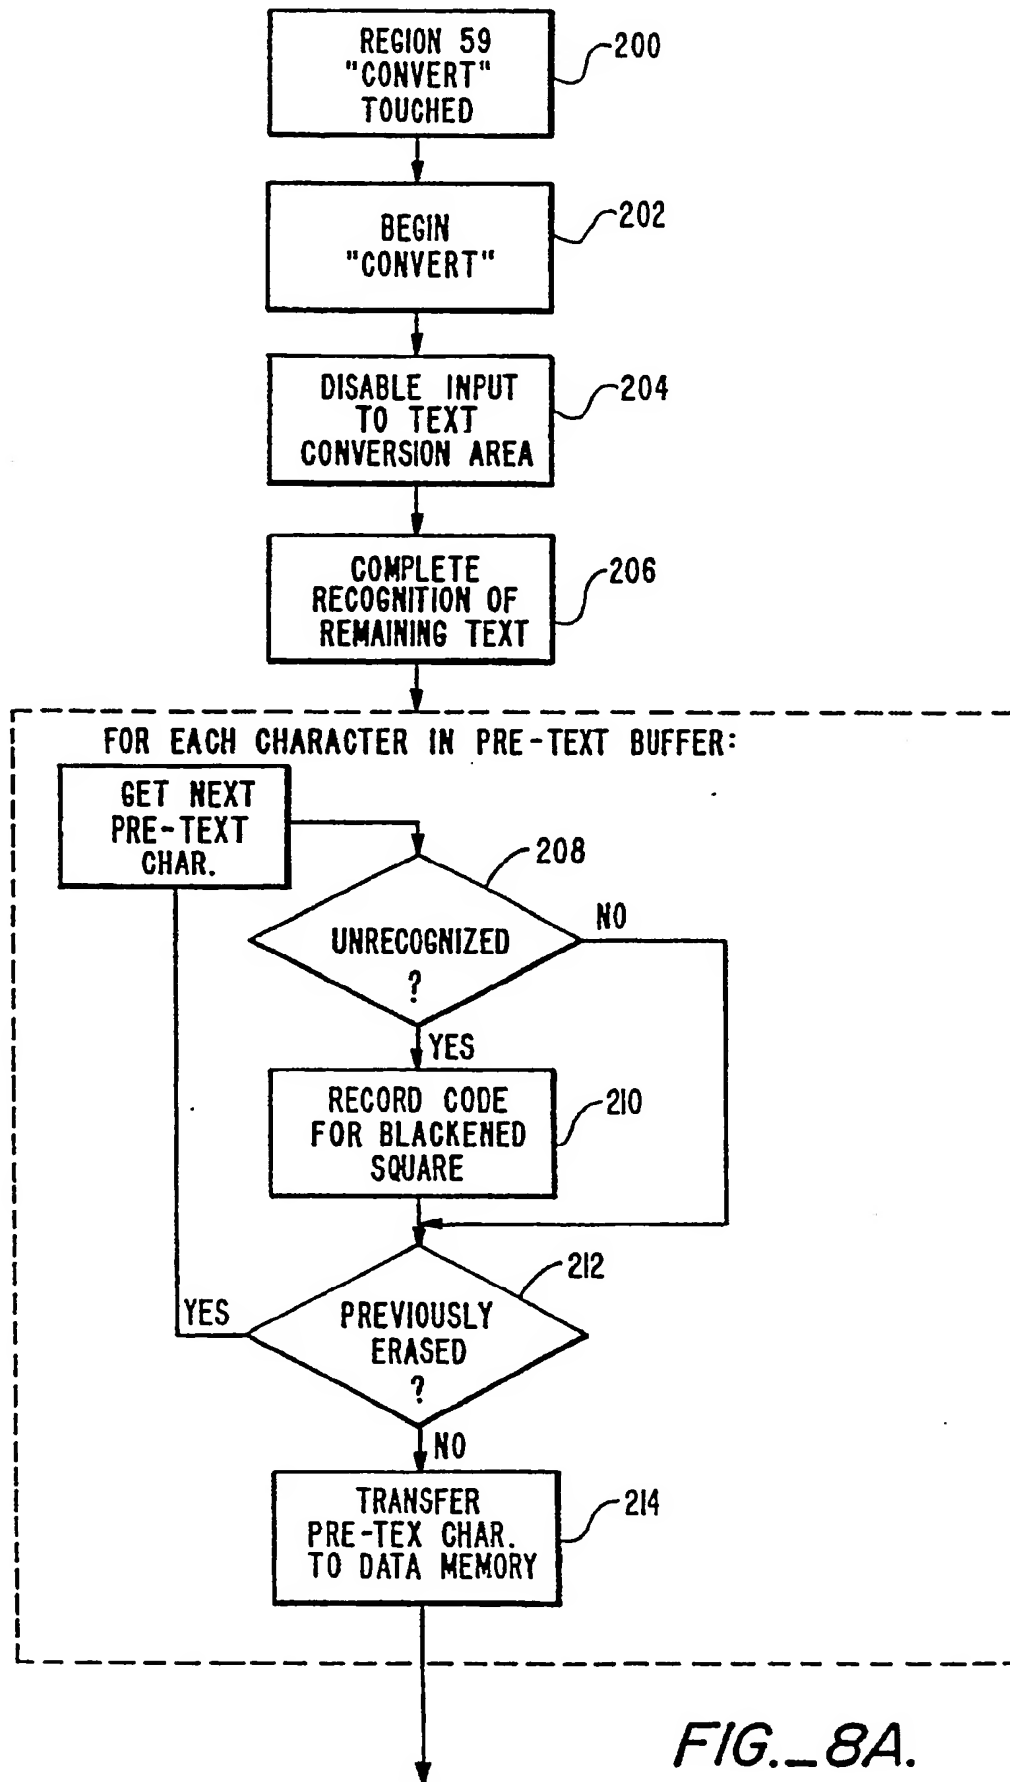 REGION 59
"CONVERT"
TOUCHED
200
BEGIN
"CONVERT"
202
DISABLE INPUT
TO TEXT
CONVERSION AREA
204
COMPLETE
RECOGNITION OF
REMAINING TEXT
206
FOR EACH CHARACTER IN PRE-TEXT BUFFER:
GET NEXT
PRE-TEXT
CHAR.
208
UNRECOGNIZED
?
NO
YES
RECORD CODE
FOR BLACKENED
SQUARE
210
212
PREVIOUSLY
ERASED
?
YES
NO
TRANSFER
PRE-TEX CHAR.
TO DATA MEMORY
214
FIG._8A.